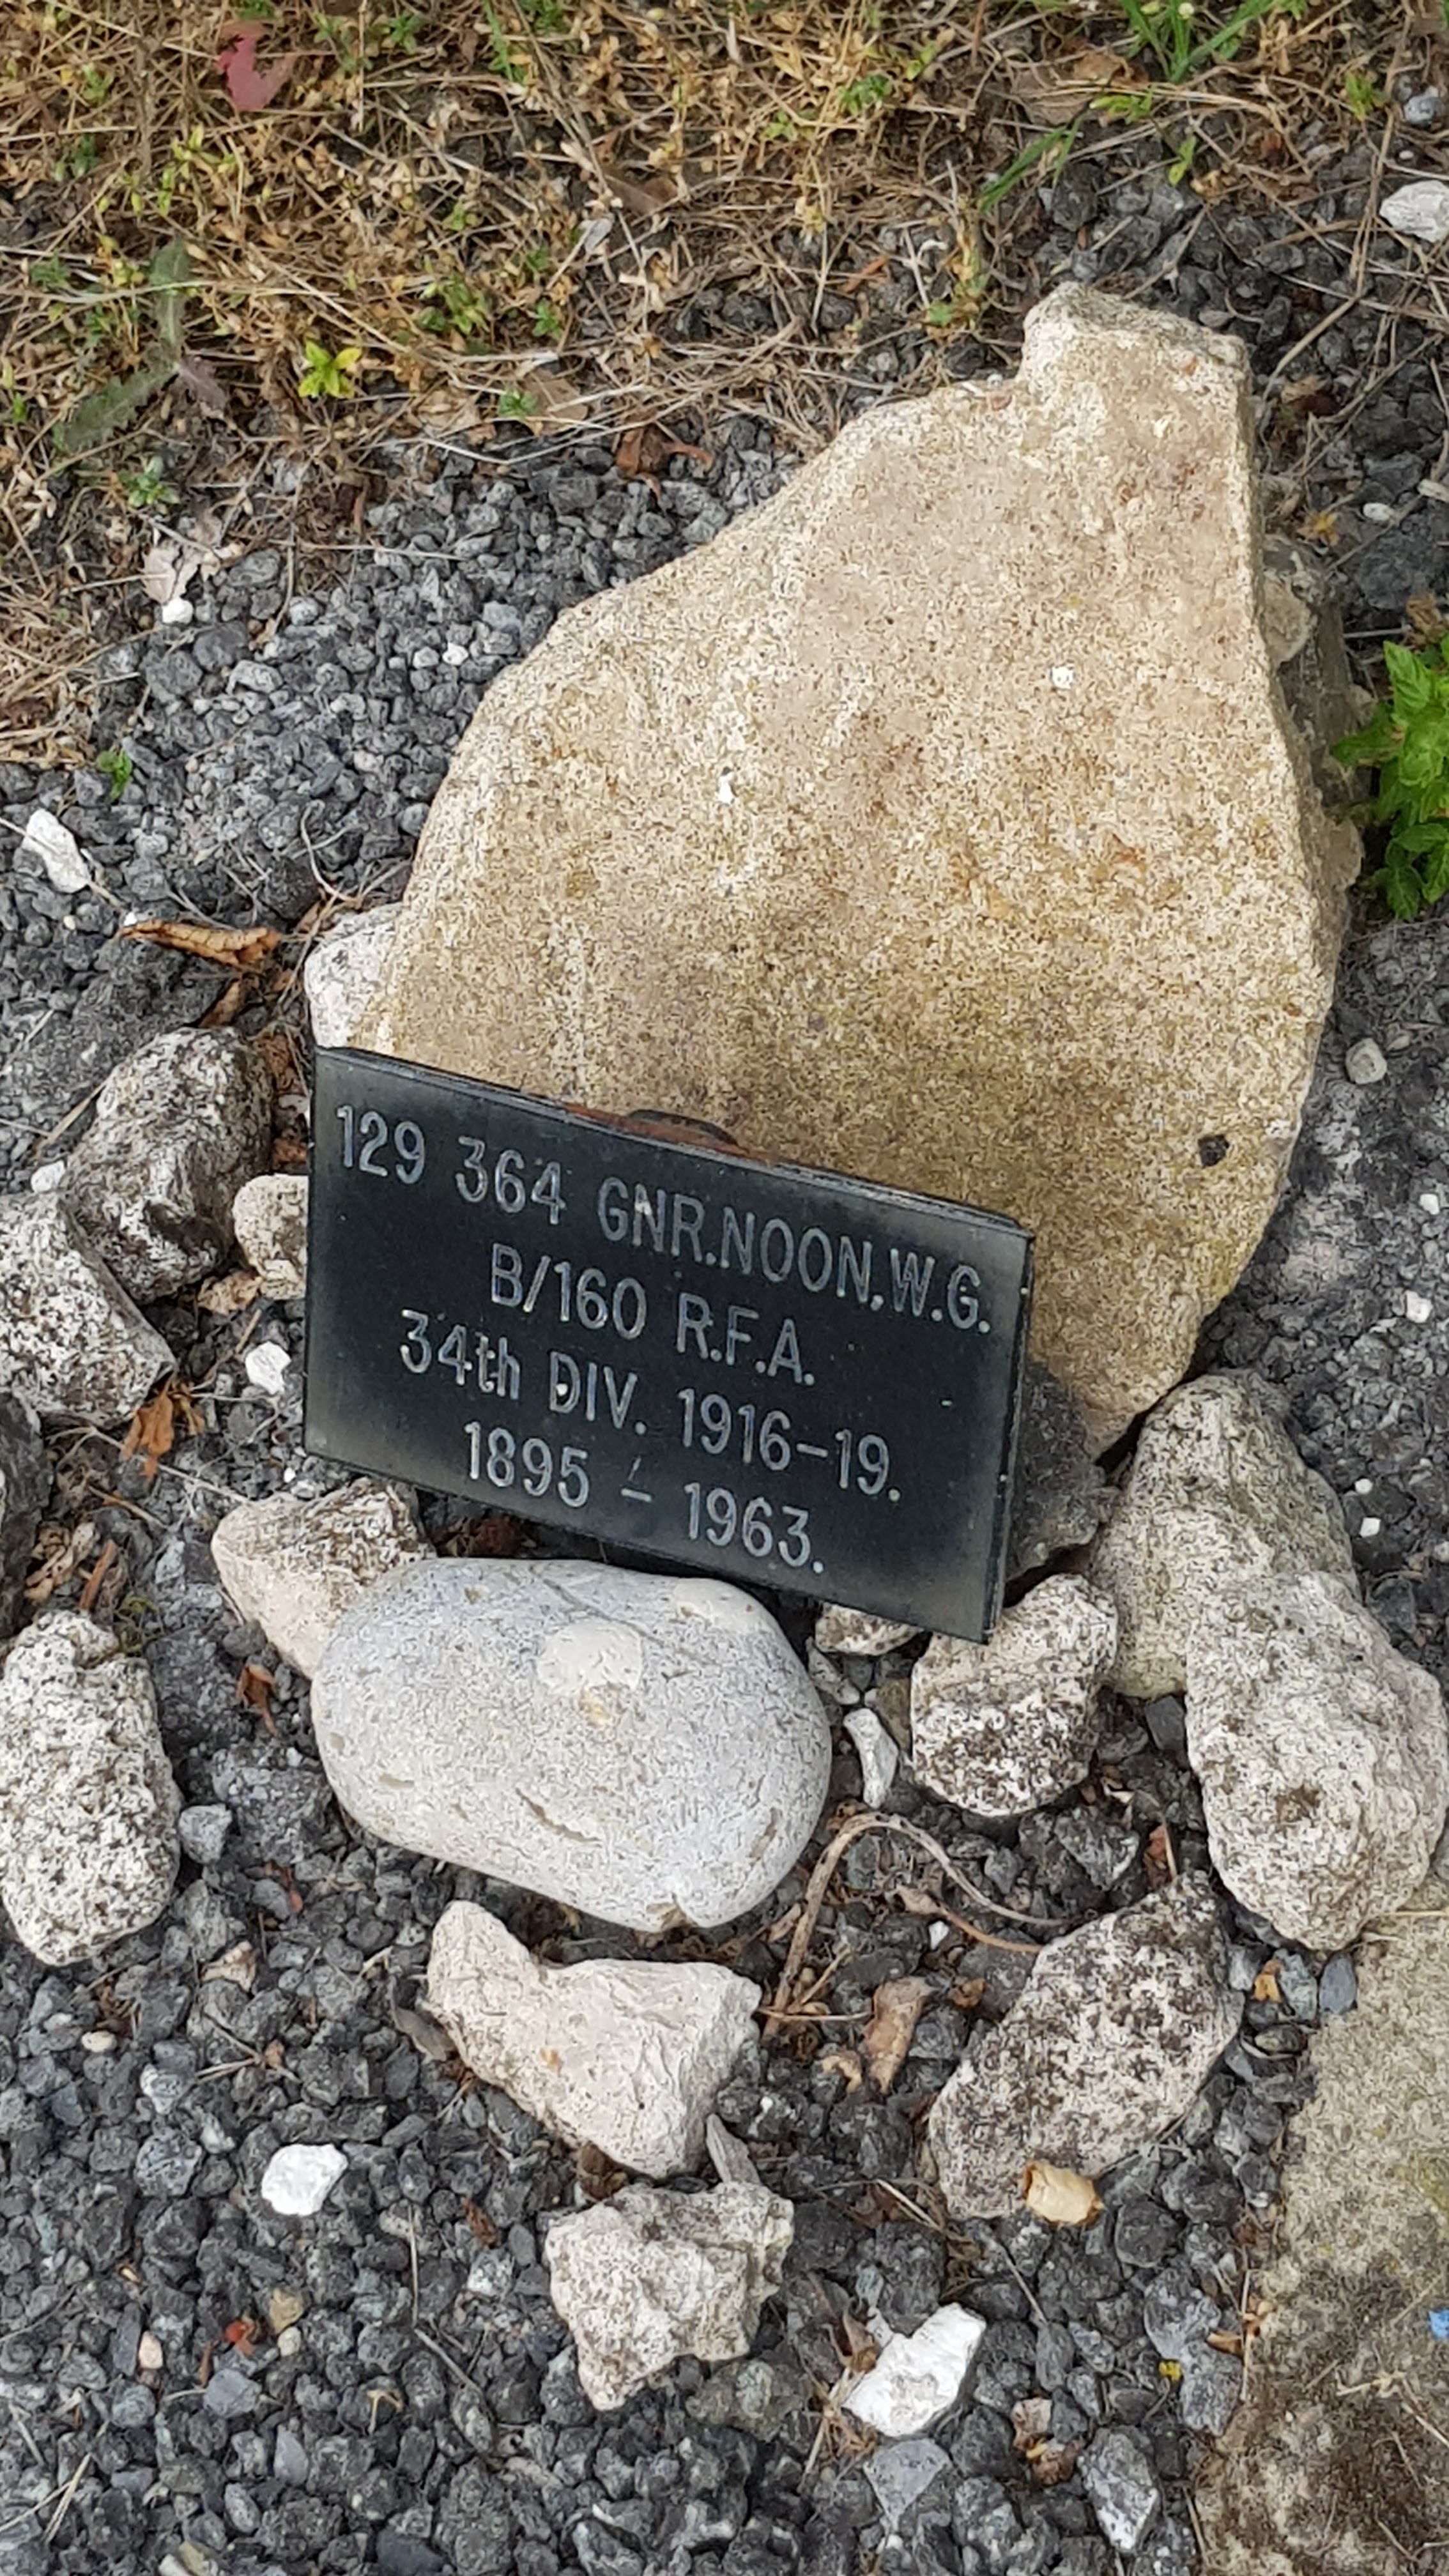 129 364 GNR.NOON.W.G.
B/160 R.F.A.
34th DIV. 1916-19.
1895 - 1963.